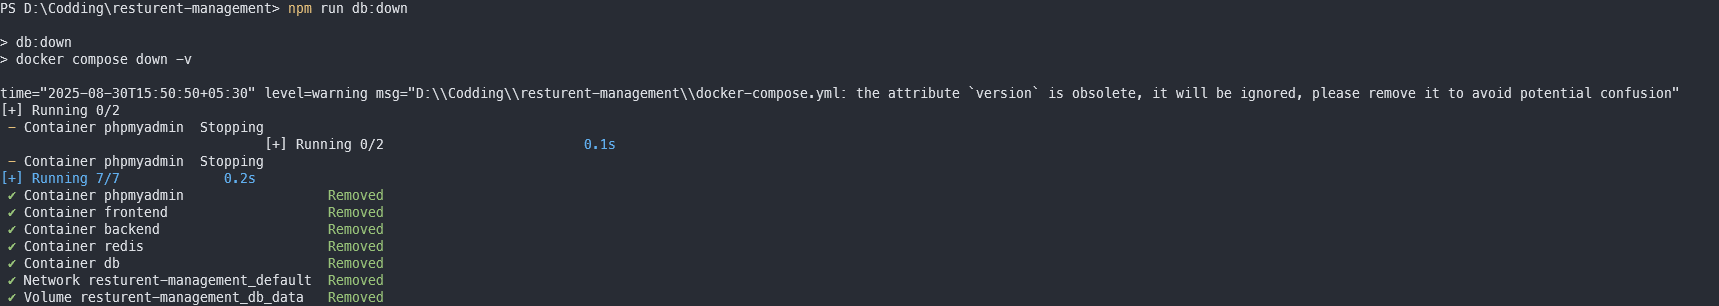 PS D:\Codding\resturent-management> npm run db:down
> db:down
> docker compose down -v
time="2025-08-30T15:50:50+05:30" level=warning msg="D:\\Codding\\resturent-management\\docker-compose.yml: the attribute `version` is obsolete, it will be ignored, please remove it to avoid potential confusion"
[+] Running 0/2
- Container phpmyadmin  Stopping
[+] Running 0/2 0.1s
- Container phpmyadmin  Stopping
[+] Running 7/7 0.2s
✔ Container phpmyadmin Removed
✔ Container frontend Removed
✔ Container backend Removed
✔ Container redis Removed
✔ Container db Removed
✔ Network resturent-management_default Removed
✔ Volume resturent-management_db_data Removed